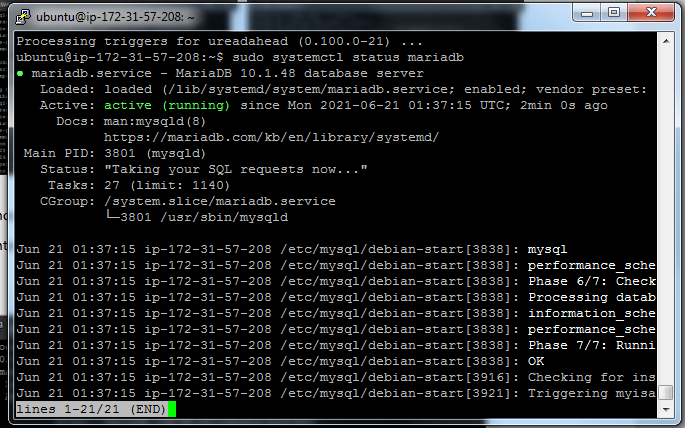 ubuntu@ip-172-31-57-208: ~
Processing triggers for ureadahead (0.100.0-21) ...
ubuntu@ip-172-31-57-208:~$ sudo systemctl status mariadb
● mariadb.service - MariaDB 10.1.48 database server
Loaded: loaded (/lib/systemd/system/mariadb.service; enabled; vendor preset:
Active: active (running) since Mon 2021-06-21 01:37:15 UTC; 2min 0s ago
Docs: man:mysqld(8)
https://mariadb.com/kb/en/library/systemd/
Main PID: 3801 (mysqld)
Status: "Taking your SQL requests now..."
Tasks: 27 (limit: 1140)
CGroup: /system.slice/mariadb.service
└─3801 /usr/sbin/mysqld
Jun 21 01:37:15 ip-172-31-57-208 /etc/mysql/debian-start[3838]: mysql
Jun 21 01:37:15 ip-172-31-57-208 /etc/mysql/debian-start[3838]: performance_sche
Jun 21 01:37:15 ip-172-31-57-208 /etc/mysql/debian-start[3838]: Phase 6/7: Check
Jun 21 01:37:15 ip-172-31-57-208 /etc/mysql/debian-start[3838]: Processing datab
Jun 21 01:37:15 ip-172-31-57-208 /etc/mysql/debian-start[3838]: information_sche
Jun 21 01:37:15 ip-172-31-57-208 /etc/mysql/debian-start[3838]: performance_sche
Jun 21 01:37:15 ip-172-31-57-208 /etc/mysql/debian-start[3838]: Phase 7/7: Runni
Jun 21 01:37:15 ip-172-31-57-208 /etc/mysql/debian-start[3838]: OK
Jun 21 01:37:15 ip-172-31-57-208 /etc/mysql/debian-start[3916]: Checking for ins
Jun 21 01:37:15 ip-172-31-57-208 /etc/mysql/debian-start[3921]: Triggering myisa
lines 1-21/21 (END)